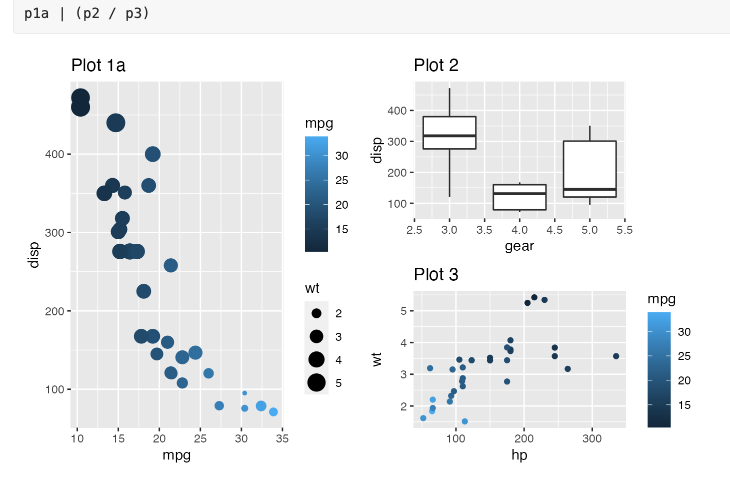 p1a | (p2 / p3)
Plot 1a
disp
400
300
200
100
10 15 20 25 30 35
mpg
mpg
30
25
20
15
wt
2
3
4
5
Plot 2
disp
400
300
200
100
2.5 3.0 3.5 4.0 4.5 5.0 5.5
gear
Plot 3
wt
5
4
3
2
100 200 300
hp
mpg
30
25
20
15